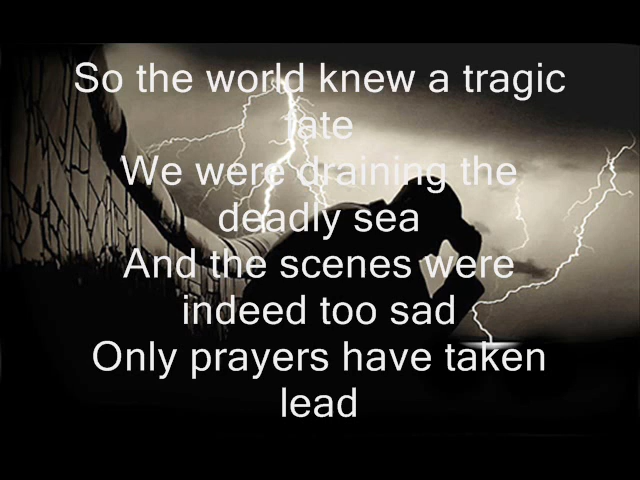 So the world knew a tragic
fate
We were draining the
deadly sea
And the scenes were
indeed too sad
Only prayers have taken
lead